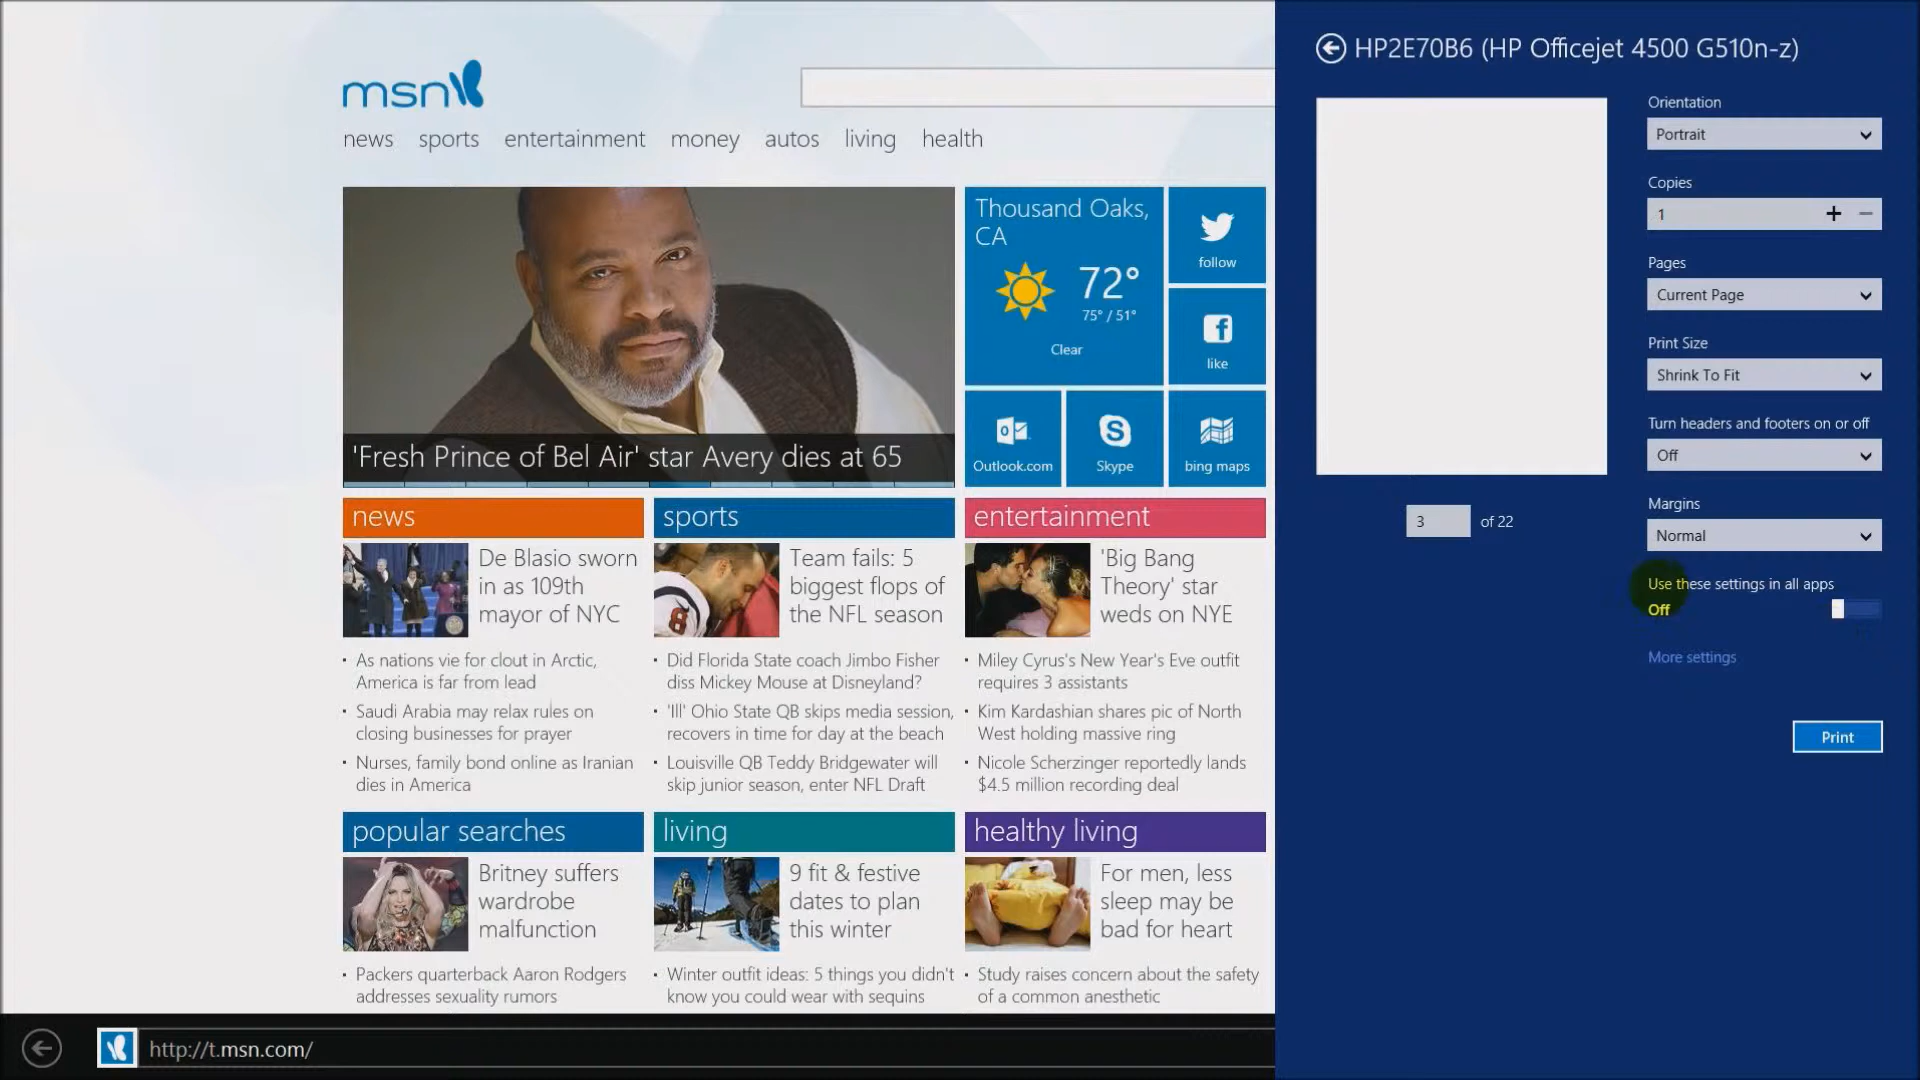 msn
news sports entertainment money autos living health
'Fresh Prince of Bel Air' star Avery dies at 65
Thousand Oaks,
CA
72°
75° / 51°
Clear
follow
like
Outlook.com
Skype
bing maps
news
De Blasio sworn
in as 109th
mayor of NYC
As nations vie for clout in Arctic,
America is far from lead
Saudi Arabia may relax rules on
closing businesses for prayer
Nurses, family bond online as Iranian
dies in America
sports
Team fails: 5
biggest flops of
the NFL season
Did Florida State coach Jimbo Fisher
diss Mickey Mouse at Disneyland?
'Ill' Ohio State QB skips media session,
recovers in time for day at the beach
Louisville QB Teddy Bridgewater will
skip junior season, enter NFL Draft
entertainment
'Big Bang
Theory' star
weds on NYE
Miley Cyrus's New Year's Eve outfit
requires 3 assistants
Kim Kardashian shares pic of North
West holding massive ring
Nicole Scherzinger reportedly lands
$4.5 million recording deal
popular searches
Britney suffers
wardrobe
malfunction
Packers quarterback Aaron Rodgers
addresses sexuality rumors
living
9 fit & festive
dates to plan
this winter
Winter outfit ideas: 5 things you didn't
know you could wear with sequins
healthy living
For men, less
sleep may be
bad for heart
Study raises concern about the safety
of a common anesthetic
http://t.msn.com/
HP2E70B6 (HP Officejet 4500 G510n-z)
3 of 22
Orientation
Portrait
Copies
1
Pages
Current Page
Print Size
Shrink To Fit
Turn headers and footers on or off
Off
Margins
Normal
Use these settings in all apps
Off
More settings
Print